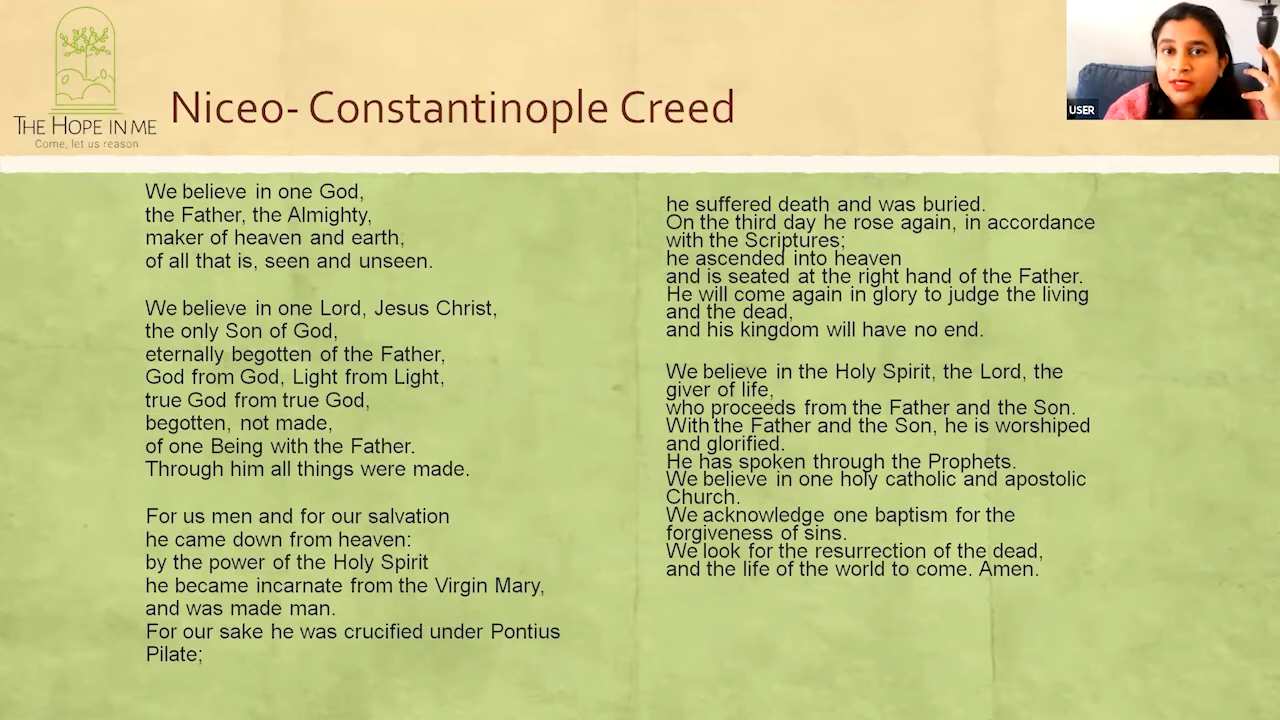 THE HOPE IN ME
Come, let us reason
Niceo- Constantinople Creed
USER
We believe in one God,
the Father, the Almighty,
maker of heaven and earth,
of all that is, seen and unseen.
We believe in one Lord, Jesus Christ,
the only Son of God,
eternally begotten of the Father,
God from God, Light from Light,
true God from true God,
begotten, not made,
of one Being with the Father.
Through him all things were made.
For us men and for our salvation
he came down from heaven:
by the power of the Holy Spirit
he became incarnate from the Virgin Mary,
and was made man.
For our sake he was crucified under Pontius
Pilate;
he suffered death and was buried.
On the third day he rose again, in accordance
with the Scriptures;
he ascended into heaven
and is seated at the right hand of the Father.
He will come again in glory to judge the living
and the dead,
and his kingdom will have no end.
We believe in the Holy Spirit, the Lord, the
giver of life,
who proceeds from the Father and the Son.
With the Father and the Son, he is worshiped
and glorified.
He has spoken through the Prophets.
We believe in one holy catholic and apostolic
Church.
We acknowledge one baptism for the
forgiveness of sins.
We look for the resurrection of the dead,
and the life of the world to come. Amen.